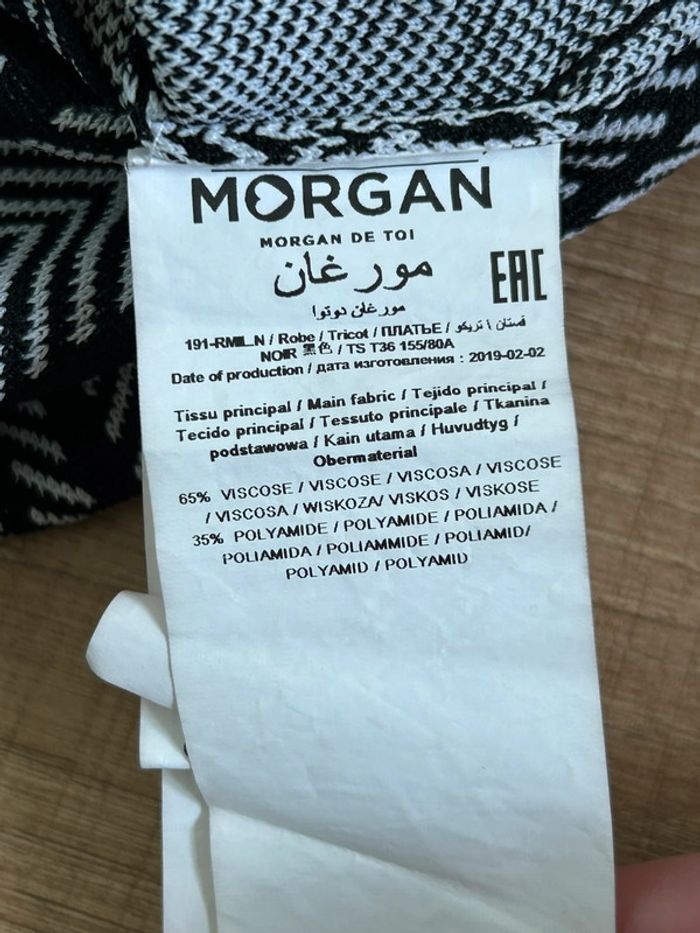 MORGAN
MORGAN DE TOI
مورغان
EAC
مورغان دوتوا
191-RMILN / Robe / Tricot / ПЛАТЬЕ / فستان \ تريكو
NOIR 黑色 / TS T36 155/80A
Date of production / дата изготовления : 2019-02-02
Tissu principal / Main fabric / Tejido principal /
Tecido principal / Tessuto principale / Tkanina
podstawowa / Kain utama / Huvudtyg /
Obermaterial
65% VISCOSE / VISCOSE / VISCOSA / VISCOSE
/ VISCOSA / WISKOZA/ VISKOS / VISKOSE
35% POLYAMIDE / POLYAMIDE / POLIAMIDA /
POLIAMIDA / POLIAMMIDE / POLIAMID/
POLYAMID / POLYAMID